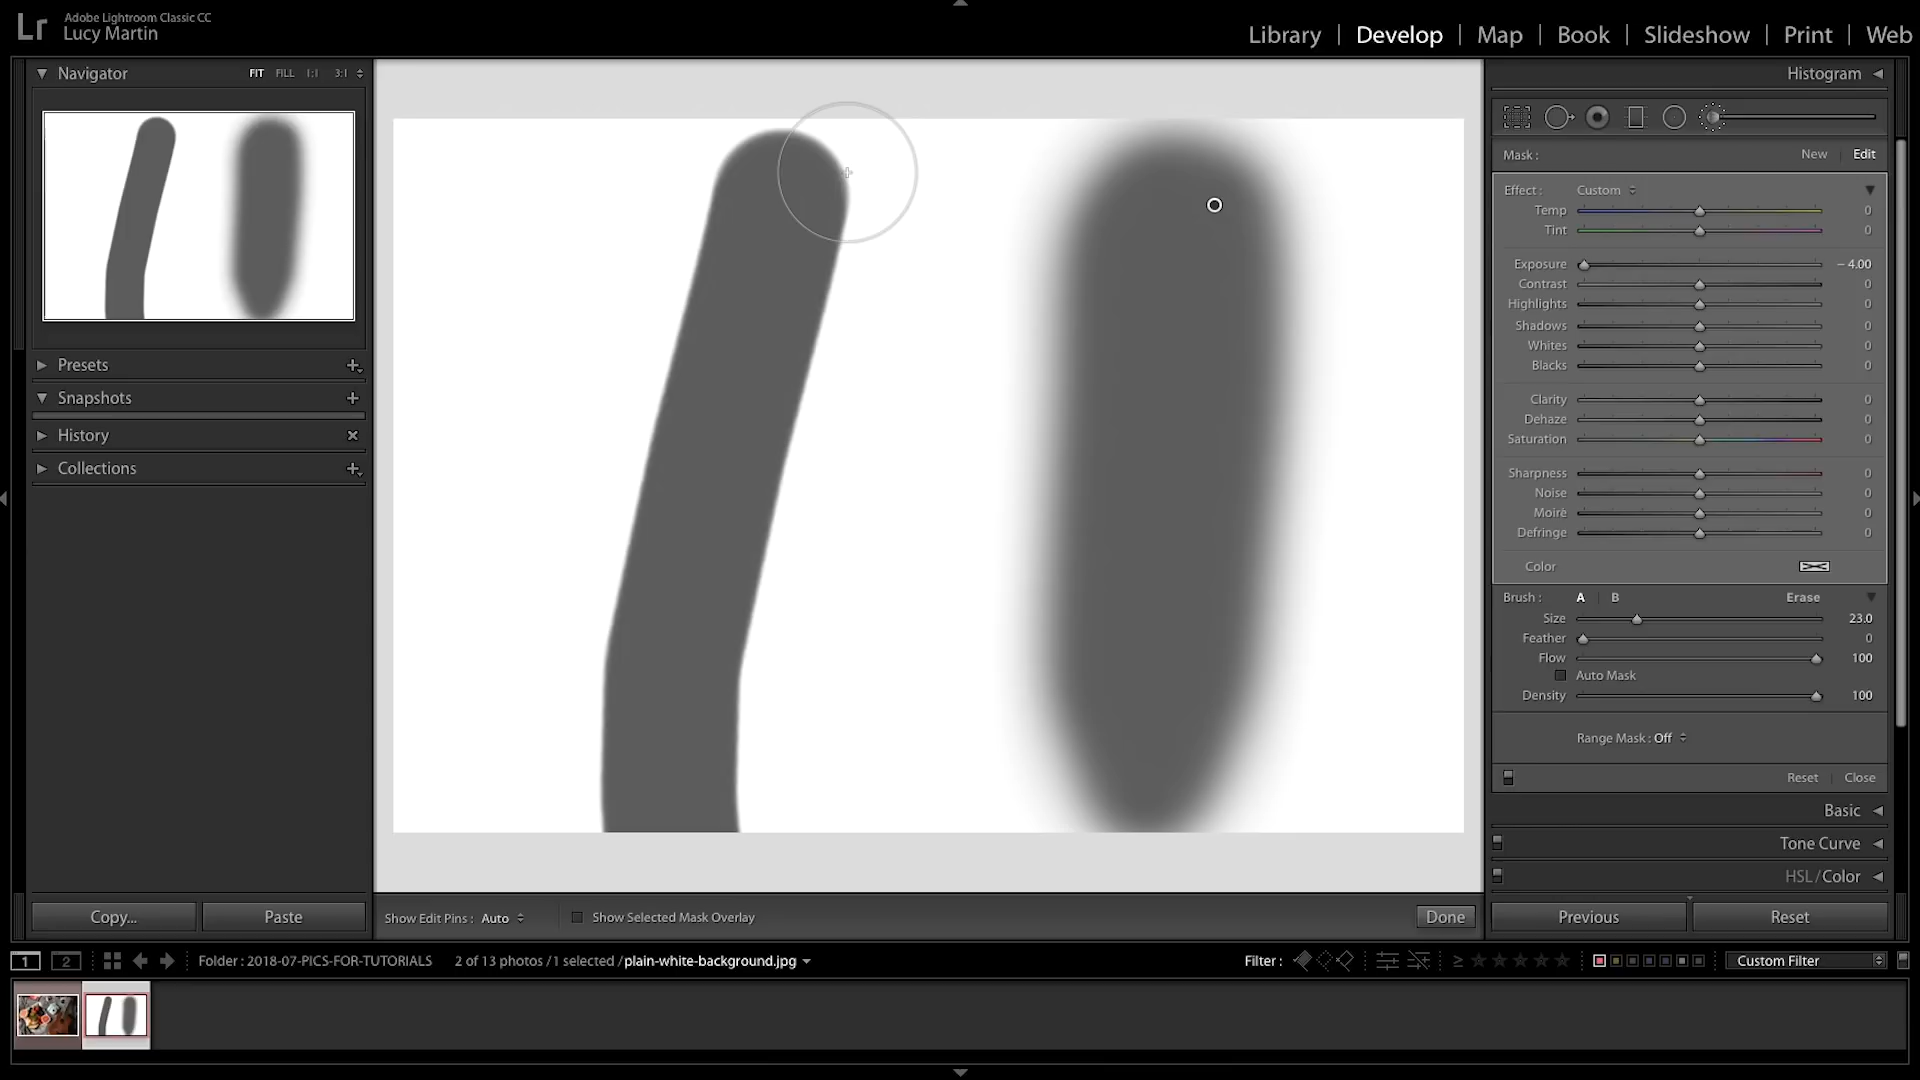 Lr
Adobe Lightroom Classic CC
Lucy Martin
Library | Develop | Map | Book | Slideshow | Print | Web
Navigator FIT FILL 1:1 3:1
Presets
Snapshots
History
Collections
Copy... Paste
Show Edit Pins : Auto Show Selected Mask Overlay Done
Histogram
Mask : New Edit
Effect : Custom
Temp 0
Tint 0
Exposure – 4.00
Contrast 0
Highlights 0
Shadows 0
Whites 0
Blacks 0
Clarity 0
Dehaze 0
Saturation 0
Sharpness 0
Noise 0
Moiré 0
Defringe 0
Color
Brush : A | B Erase
Size 23.0
Feather 0
Flow 100
Auto Mask
Density 100
Range Mask : Off
Reset | Close
Basic
Tone Curve
HSL / Color
Previous Reset
1 2 Folder : 2018-07-PICS-FOR-TUTORIALS 2 of 13 photos / 1 selected / plain-white-background.jpg Filter : ≥ Custom Filter